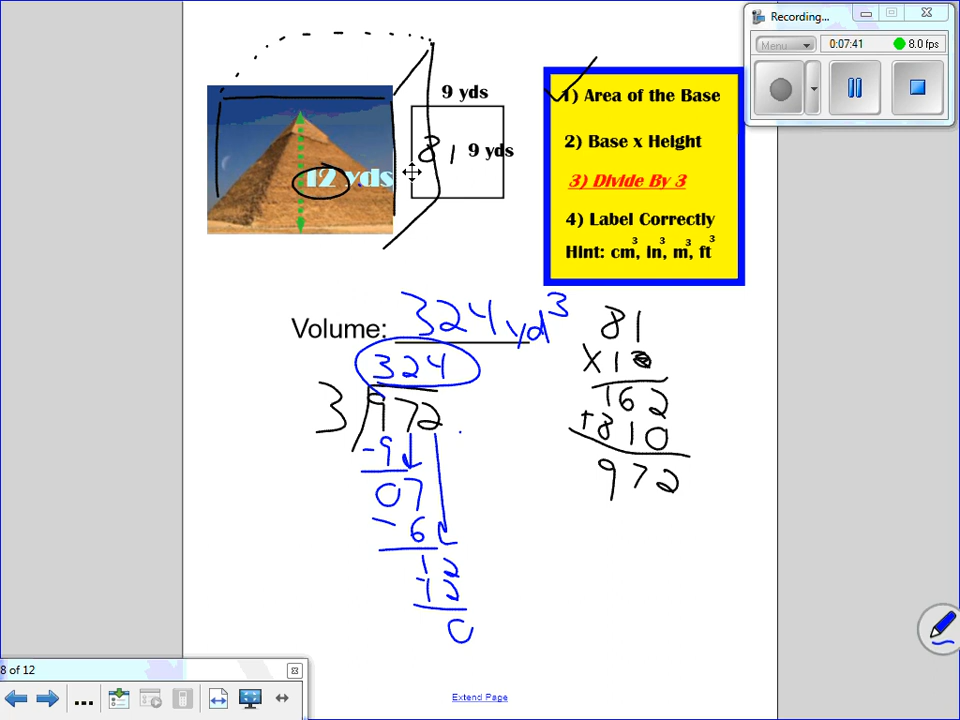 Recording...
Menu
0:07:41
8.0 fps
9 yds
81
9 yds
12 yds
1) Area of the Base
2) Base x Height
3) Divide By 3
4) Label Correctly
Hint: cm³, in³, m³, ft³
Volume: 324 yd³
324
3 972
-9
07
- 6
12
-12
0
81
X 12
162
+810
972
8 of 12
...
Extend Page